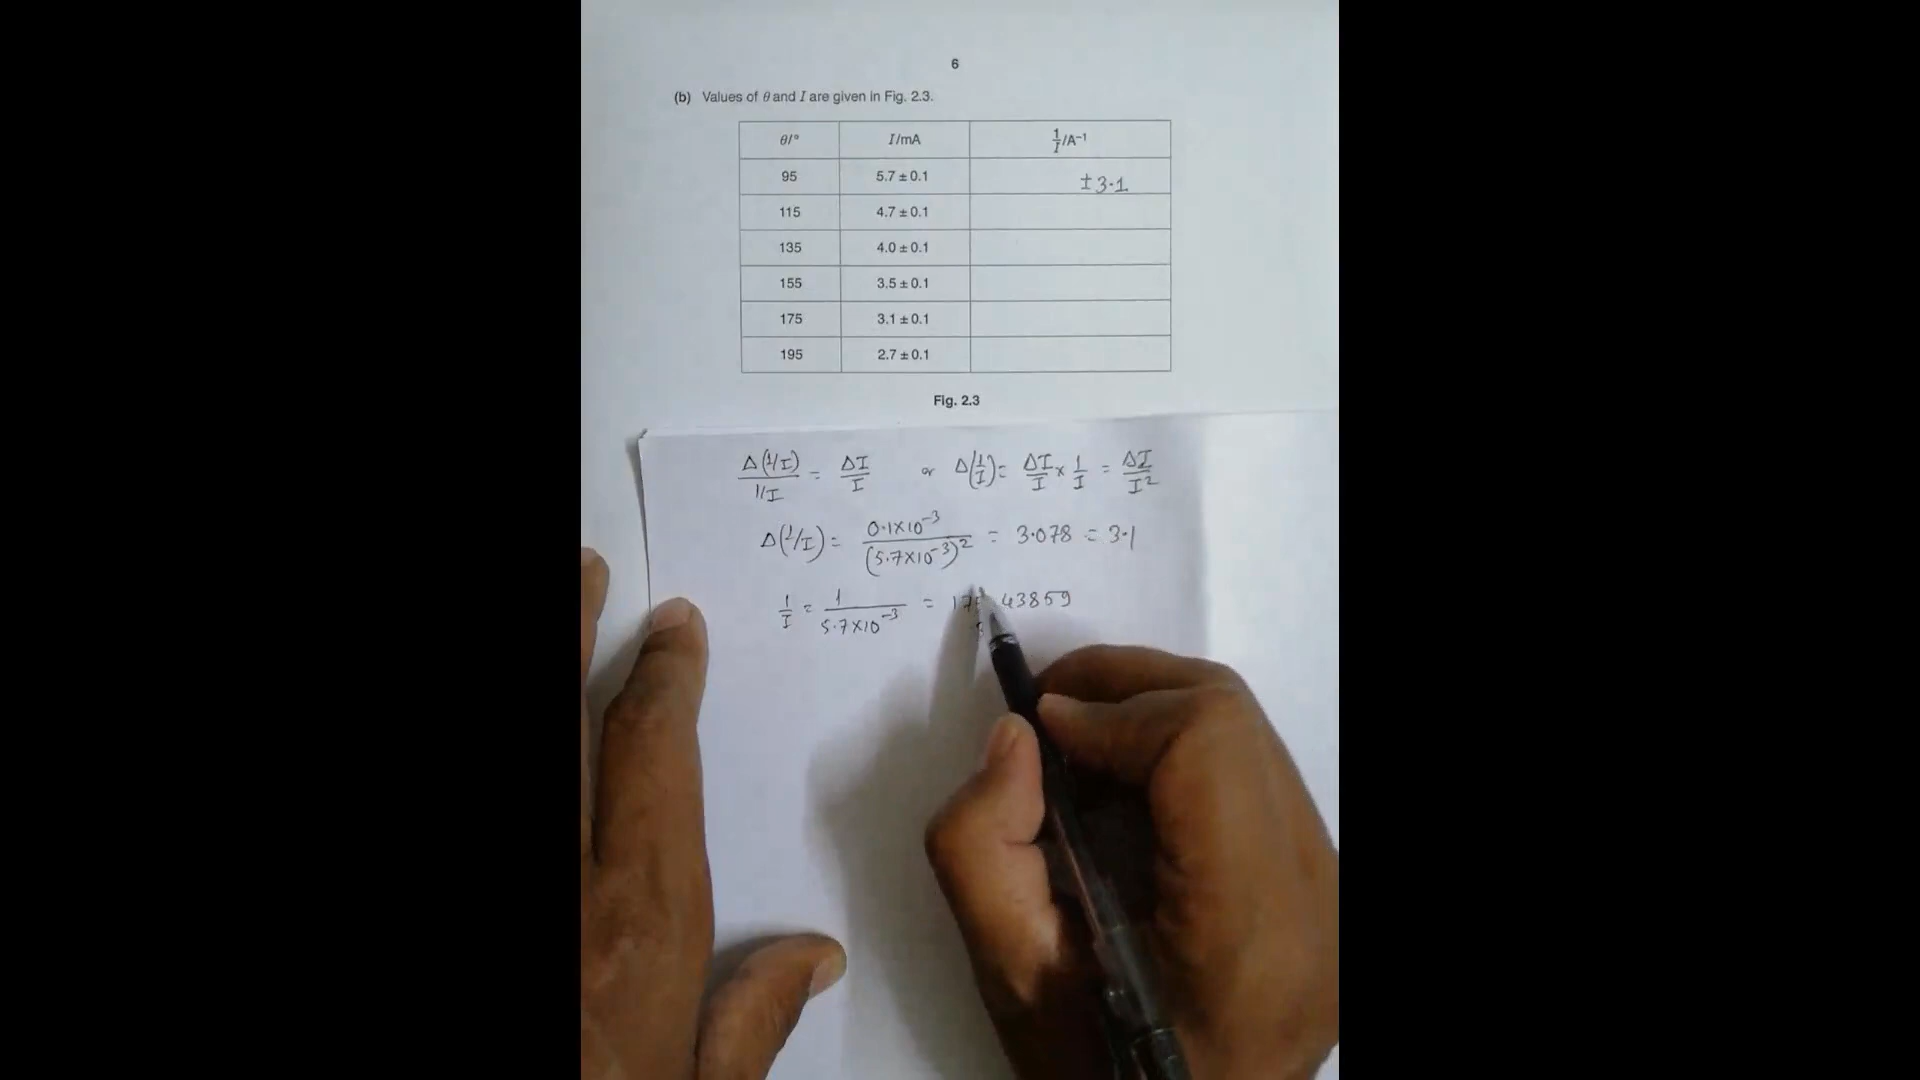 6
(b) Values of θ and I are given in Fig. 2.3.
θ/° I/mA 1/I /A⁻¹
95 5.7 ± 0.1 ±3.1
115 4.7 ± 0.1
135 4.0 ± 0.1
155 3.5 ± 0.1
175 3.1 ± 0.1
195 2.7 ± 0.1
Fig. 2.3
Δ(1/I)/(1/I) = ΔI/I or Δ(1/I) = ΔI/I × 1/I = ΔI/I²
Δ(1/I) = 0.1×10⁻³/(5.7×10⁻³)² = 3.078 = 3.1
1/I = 1/5.7×10⁻³ = 43859